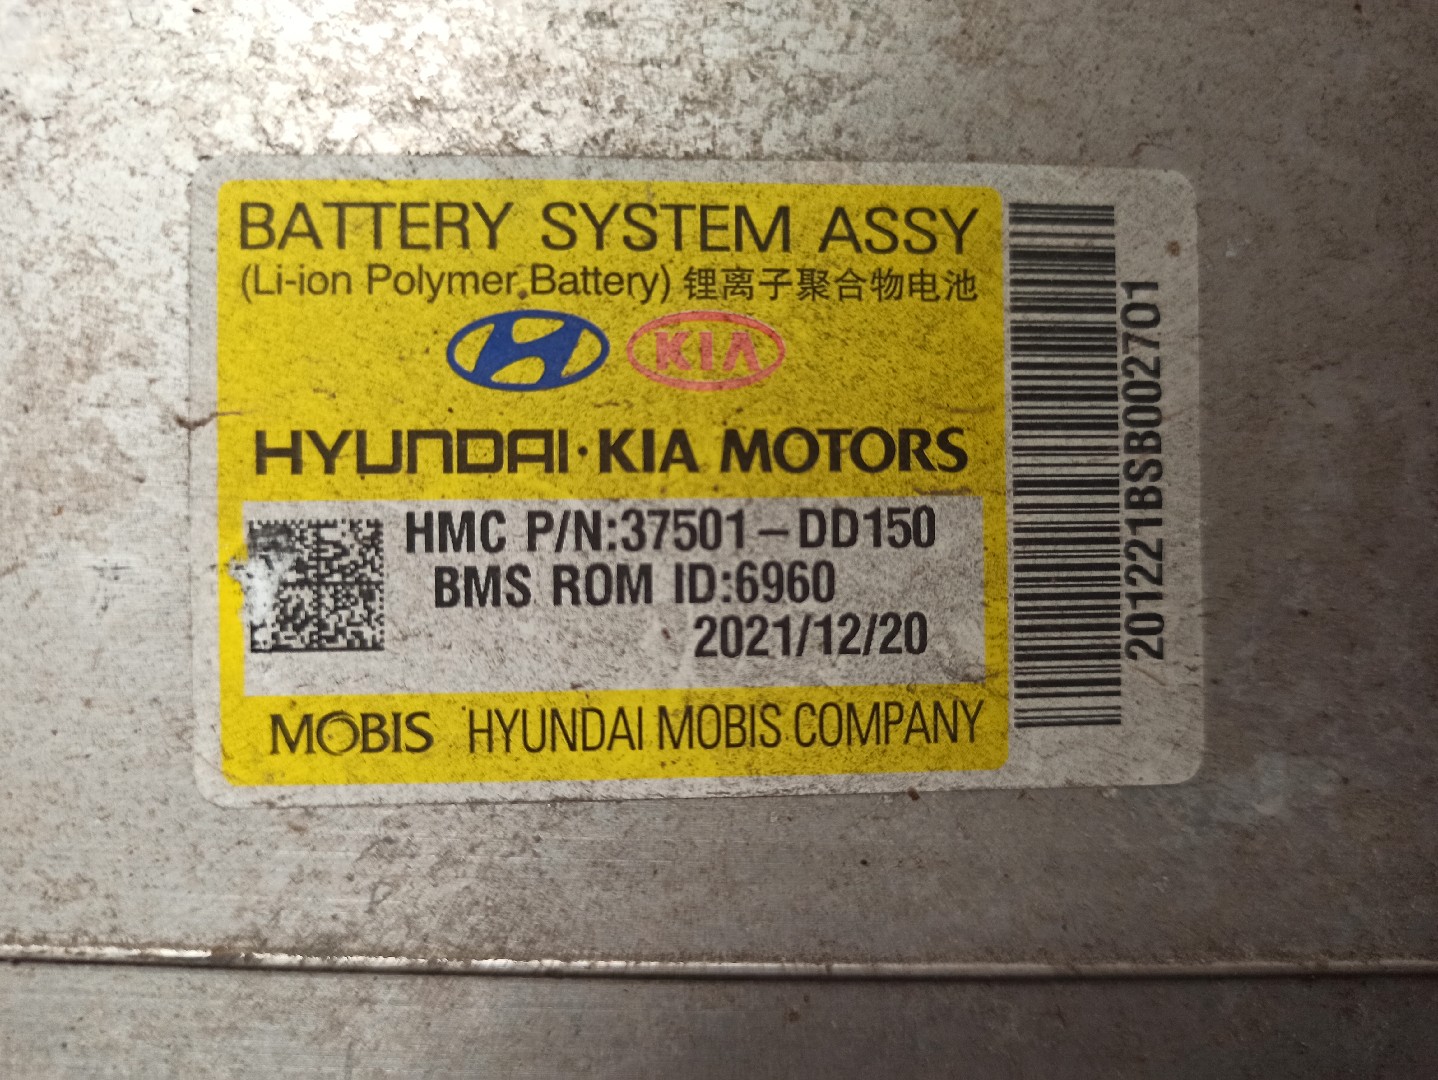 BATTERY SYSTEM ASSY
(Li-ion Polymer Battery) 锂离子聚合物电池
KIA
HYUNDAI·KIA MOTORS
HMC P/N:37501-DD150
BMS ROM ID:6960
2021/12/20
MOBIS HYUNDAI MOBIS COMPANY
201221BSB002701